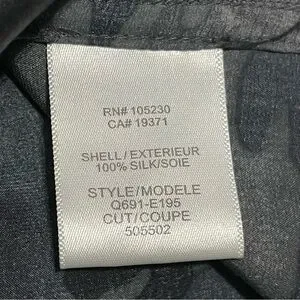 RN# 105230
CA# 19371
SHELL/EXTERIEUR
100% SILK/SOIE
STYLE/MODELE
Q691-E195
CUT/COUPE
505502